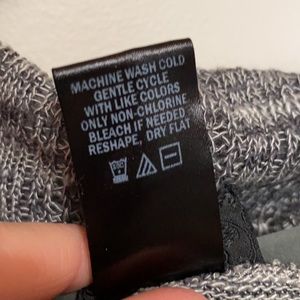 MACHINE WASH COLD
GENTLE CYCLE
WITH LIKE COLORS
ONLY NON-CHLORINE
BLEACH IF NEEDED
RESHAPE, DRY FLAT